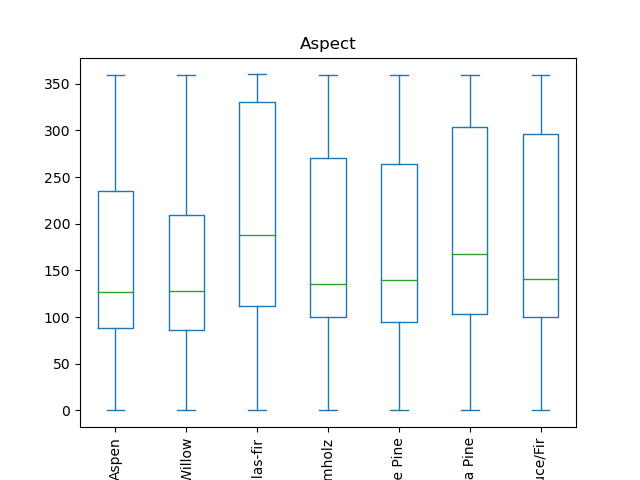 Aspect
350
300
250
200
150
100
50
0
Aspen
Willow
las-fir
mholz
e Pine
a Pine
uce/Fir